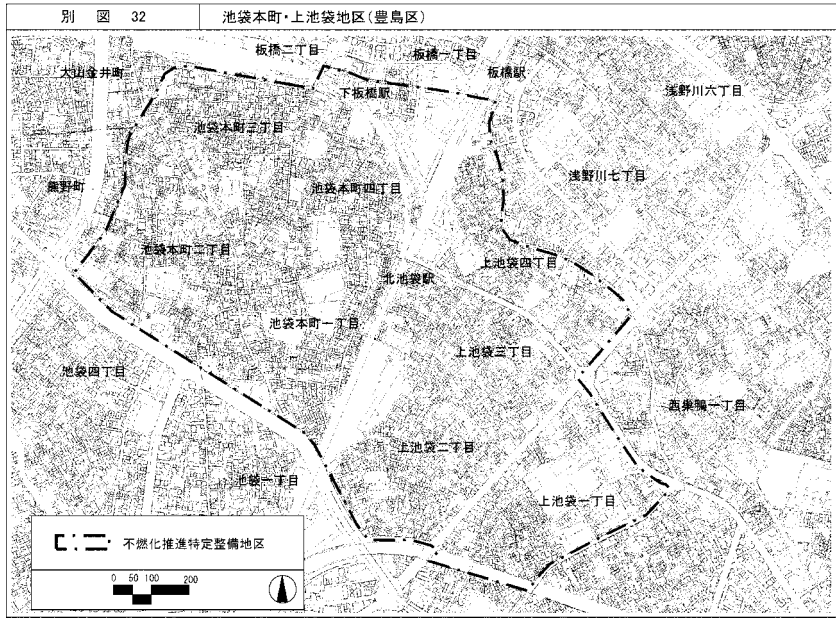 別 図 32
池袋本町・上池袋地区(豊島区)
板橋二丁目
板橋一丁目
大山金井町
板橋駅
下板橋駅
浅野川六丁目
池袋本町三丁目
浅野川七丁目
熊野町
池袋本町四丁目
池袋本町二丁目
上池袋四丁目
北池袋駅
池袋本町一丁目
上池袋三丁目
池袋四丁目
西巣鴨一丁目
上池袋二丁目
池袋一丁目
上池袋一丁目
不燃化推進特定整備地区
0 50 100 200